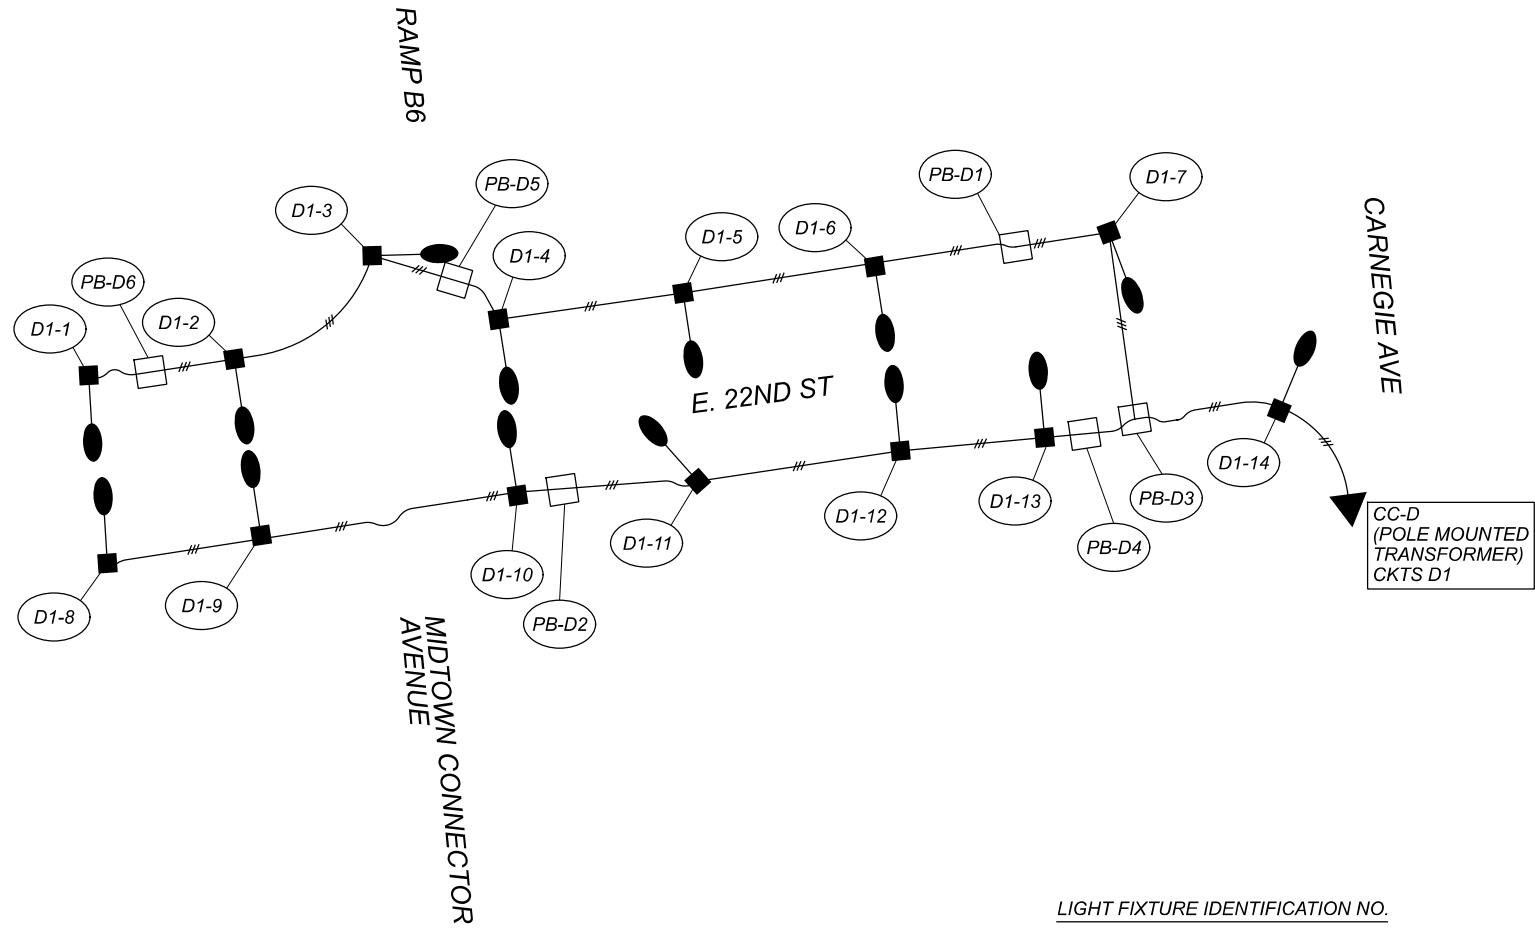 RAMP B6
D1-3
PB-D5
PB-D1
D1-7
D1-4
D1-5
D1-6
CARNEGIE AVE
PB-D6
D1-1
D1-2
E. 22ND ST
D1-14
D1-13
PB-D3
D1-12
D1-11
PB-D4
CC-D
(POLE MOUNTED
TRANSFORMER)
CKTS D1
D1-8
D1-9
D1-10
PB-D2
MIDTOWN CONNECTOR
AVENUE
LIGHT FIXTURE IDENTIFICATION NO.